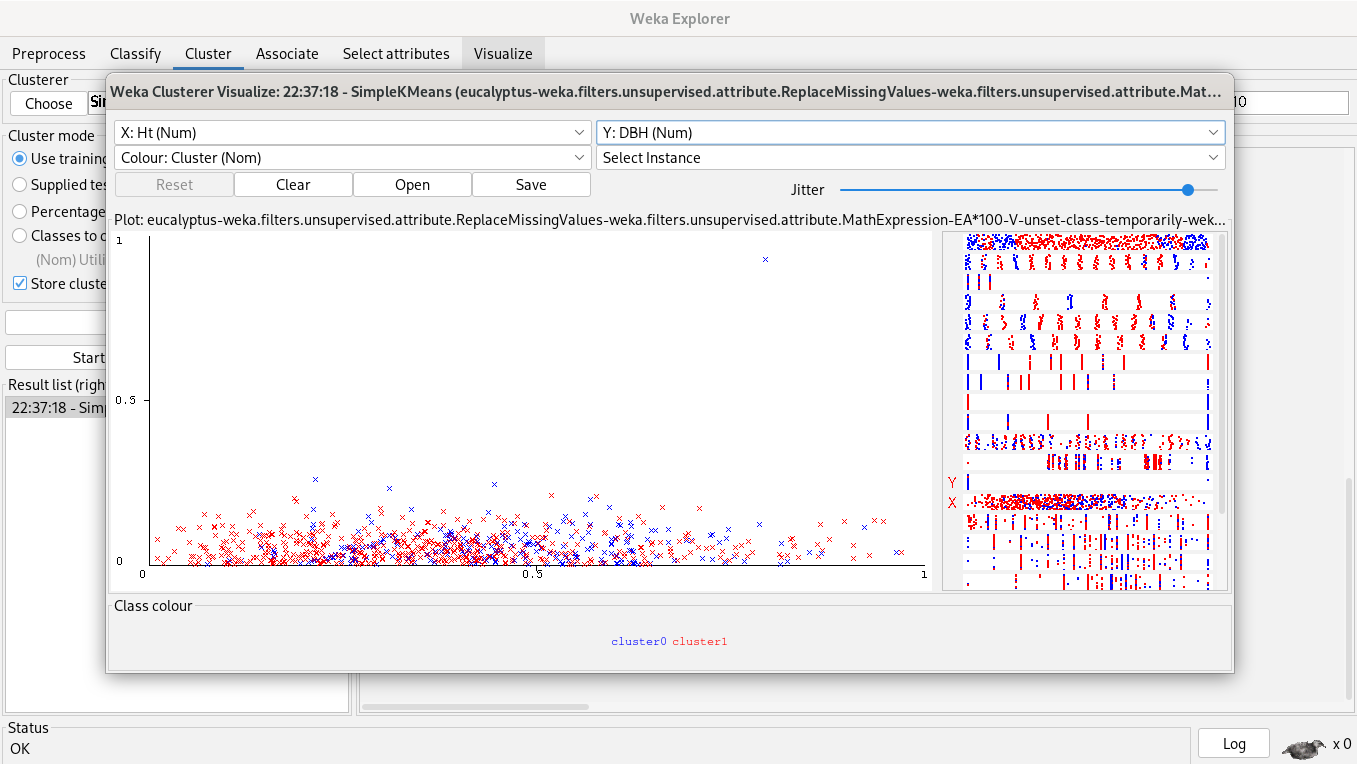 Weka Explorer
Preprocess Classify Cluster Associate Select attributes Visualize
Clusterer
Choose
Weka Clusterer Visualize: 22:37:18 - SimpleKMeans (eucalyptus-weka.filters.unsupervised.attribute.ReplaceMissingValues-weka.filters.unsupervised.attribute.Mat...
10
X: Ht (Num) Y: DBH (Num)
Cluster mode
Use training
Colour: Cluster (Nom) Select Instance
Supplied tes
Reset Clear Open Save Jitter
Percentage
Plot: eucalyptus-weka.filters.unsupervised.attribute.ReplaceMissingValues-weka.filters.unsupervised.attribute.MathExpression-EA*100-V-unset-class-temporarily-wek...
Classes to c
(Nom) Utili
Store cluste
1
0.5
0
0 0.5 1
Y
X
Start
Result list (righ
22:37:18 - Simp
Class colour
cluster0 cluster1
Status
OK
Log x 0